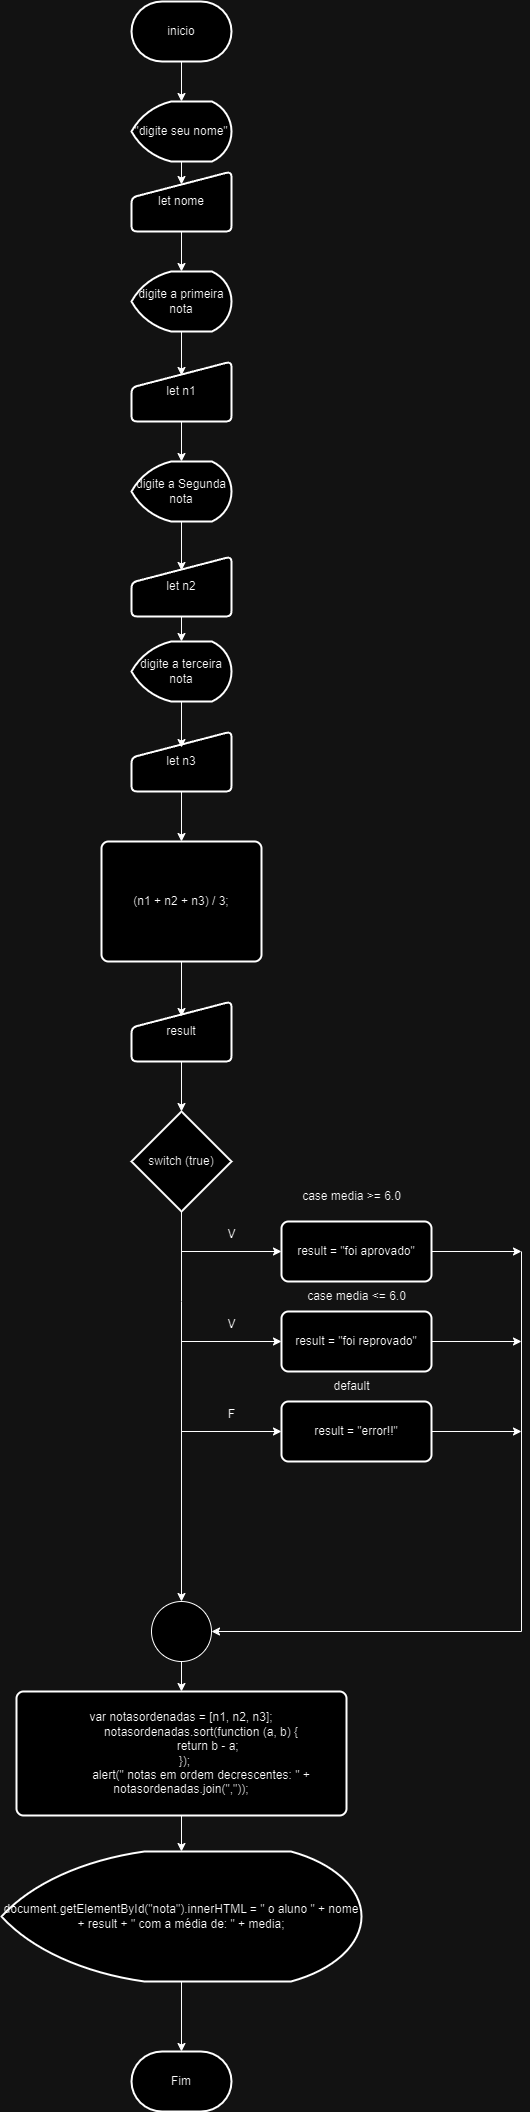 inicio
"digite seu nome"
let nome
digite a primeira
nota
let n1
digite a Segunda
nota
let n2
digite a terceira
nota
let n3
(n1 + n2 + n3) / 3;
result
switch (true)
case media >= 6.0
V
result = "foi aprovado"
case media <= 6.0
V
result = "foi reprovado"
default
F
result = "error!!"
var notasordenadas = [n1, n2, n3];
notasordenadas.sort(function (a, b) {
return b - a;
});
alert(" notas em ordem decrescentes: " +
notasordenadas.join(","));
document.getElementById("nota").innerHTML = " o aluno " + nome
+ result + " com a média de: " + media;
Fim